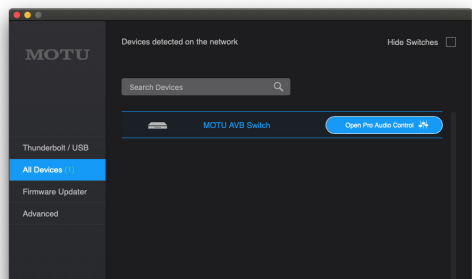 MOTU
Devices detected on the network
Hide Switches
Search Devices
MOTU AVB Switch
Open Pro Audio Control
Thunderbolt / USB
All Devices (1)
Firmware Updater
Advanced